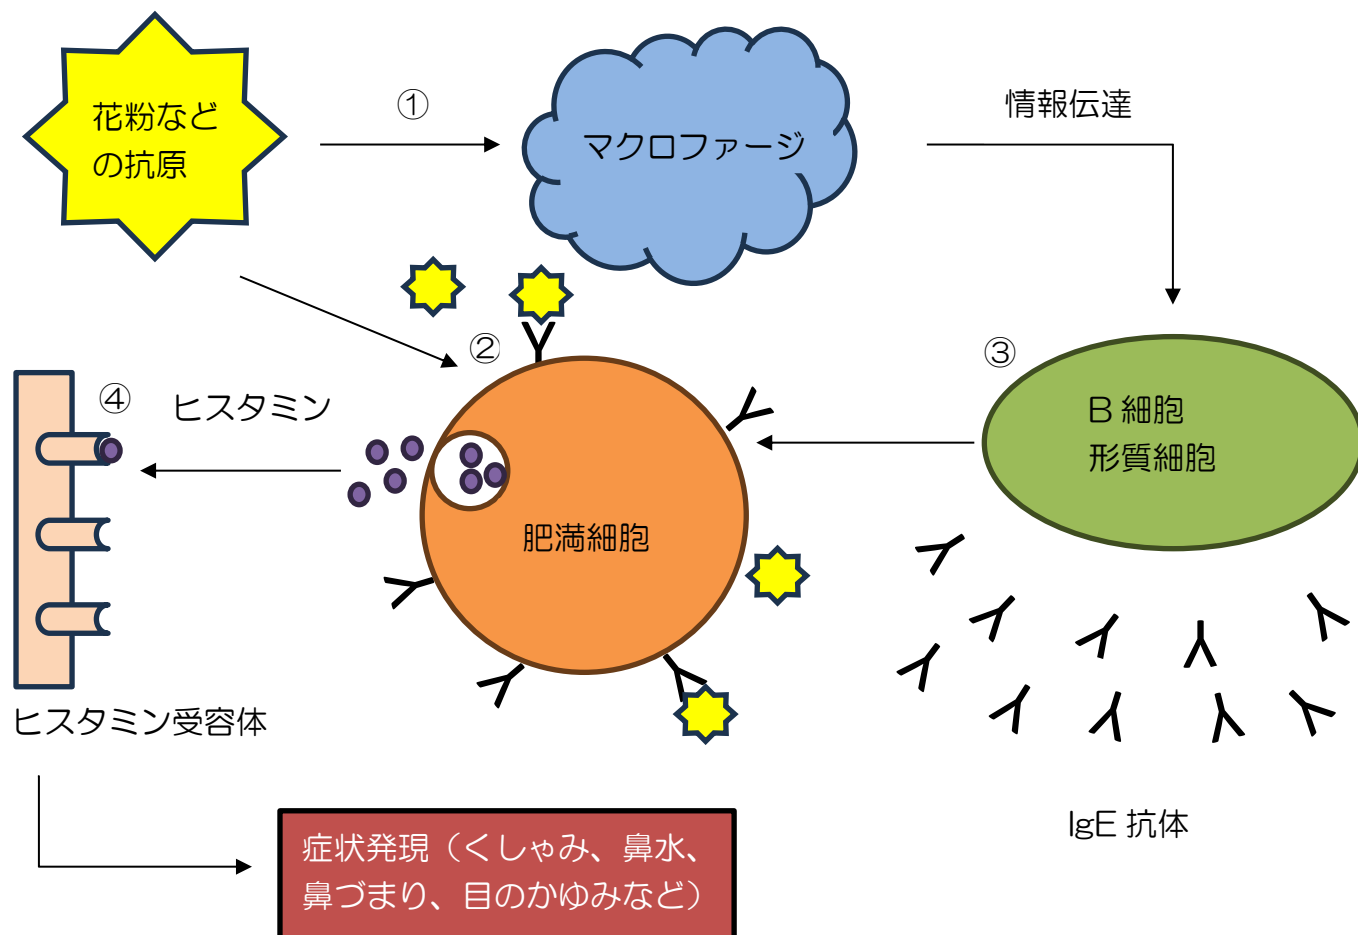 花粉など
の抗原
①
マクロファージ
情報伝達
②
③
④
ヒスタミン
B 細胞
形質細胞
肥満細胞
ヒスタミン受容体
IgE 抗体
症状発現（くしゃみ、鼻水、
鼻づまり、目のかゆみなど）